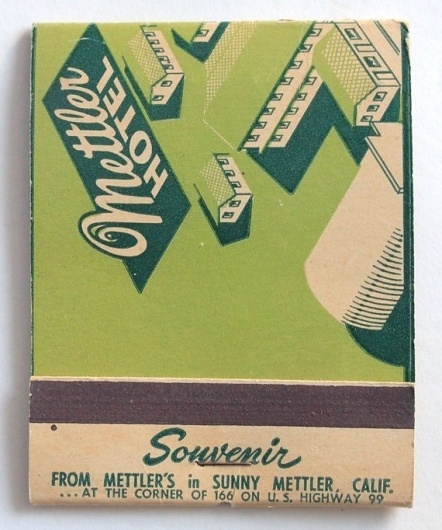 Mettler
HOTEL
Souvenir
FROM METTLER'S in SUNNY METTLER, CALIF.
...AT THE CORNER OF 166 ON U.S. HIGHWAY 99